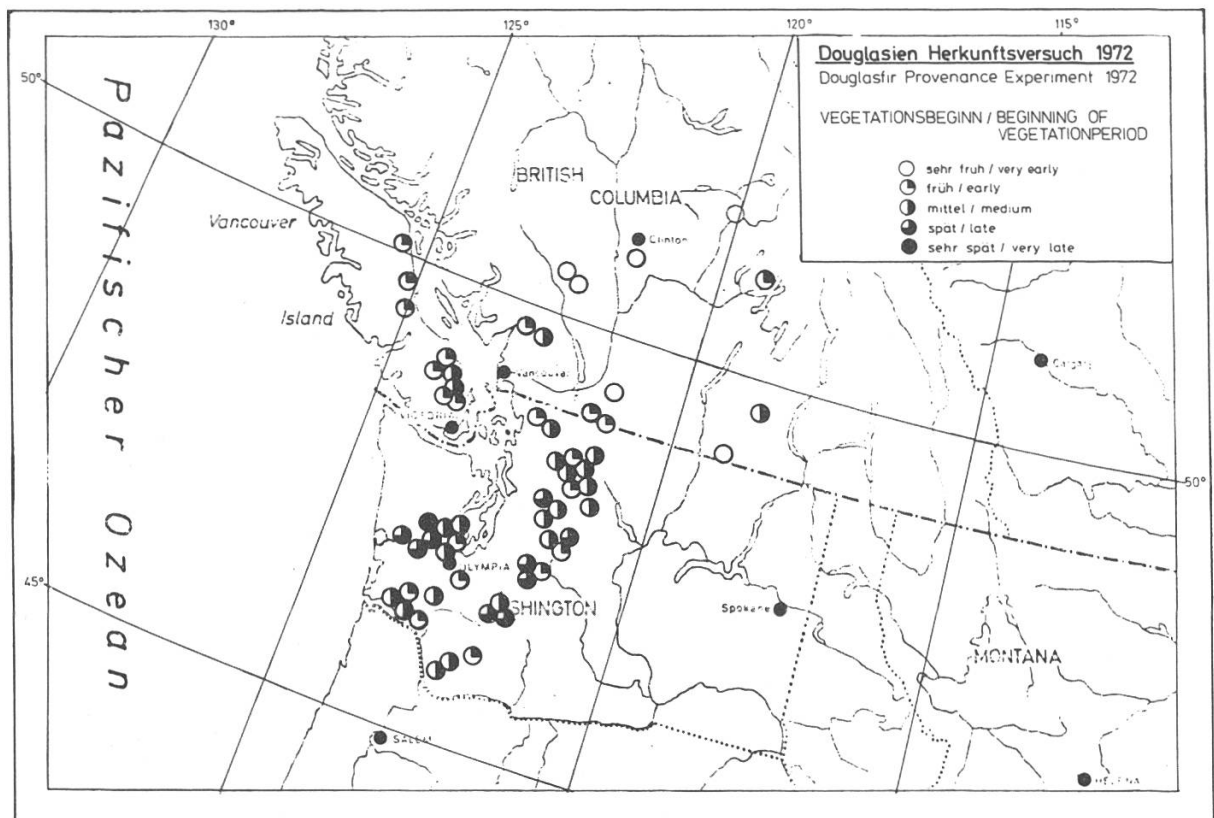 130°
125°
120°
115°
Douglasien Herkunftsversuch 1972
Douglasfir Provenance Experiment 1972
VEGETATIONSBEGINN / BEGINNING OF
VEGETATIONPERIOD
sehr fruh / very early
früh / early
mittel / medium
spät / late
sehr spät / very late
50°
Pazifischer Ozean
BRITISH
COLUMBIA
Vancouver
Clinton
Island
Vancouver
VICTORIA
50°
OLYMPIA
45°
SHINGTON
Spokane
MONTANA
SALEM
HELENA